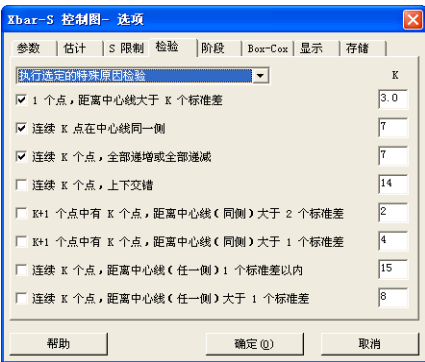 Xbar-S 控制图- 选项
参数 估计 S 限制 检验 阶段 Box-Cox 显示 存储
执行选定的特殊原因检验 K
1 个点，距离中心线大于 K 个标准差 3.0
连续 K 点在中心线同一侧 7
连续 K 个点，全部递增或全部递减 7
连续 K 个点，上下交错 14
K+1 个点中有 K 个点，距离中心线(同侧)大于 2 个标准差 2
K+1 个点中有 K 个点，距离中心线(同侧)大于 1 个标准差 4
连续 K 个点，距离中心线(任一侧)1 个标准差以内 15
连续 K 个点，距离中心线(任一侧)大于 1 个标准差 8
帮助 确定(O) 取消